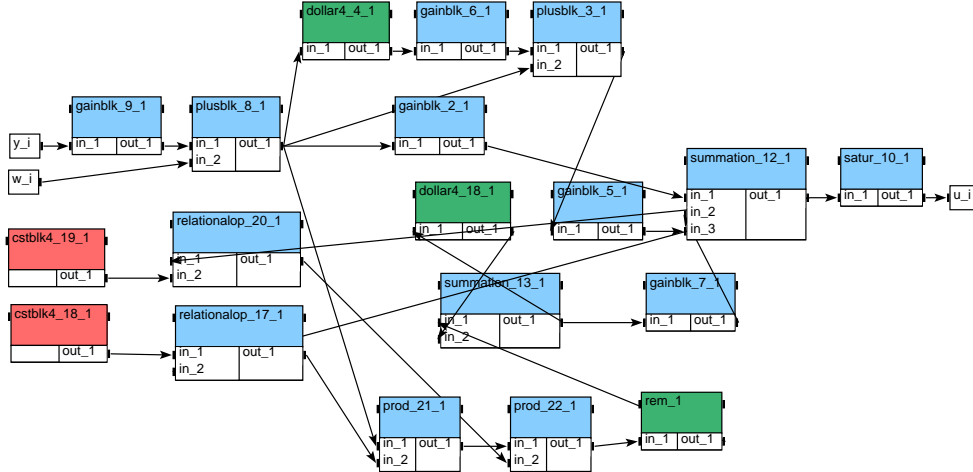 dollar4_4_1
in_1 out_1
gainblk_6_1
in_1 out_1
plusblk_3_1
in_1 out_1
in_2
gainblk_9_1
in_1 out_1
plusblk_8_1
in_1 out_1
in_2
gainblk_2_1
in_1 out_1
y_i
w_i
summation_12_1
in_1 out_1
in_2
in_3
satur_10_1
in_1 out_1
u_i
dollar4_18_1
in_1 out_1
gainblk_5_1
in_1 out_1
cstblk4_19_1
out_1
relationalop_20_1
in_1 out_1
in_2
summation_13_1
in_1 out_1
in_2
gainblk_7_1
in_1 out_1
cstblk4_18_1
out_1
relationalop_17_1
in_1 out_1
in_2
prod_21_1
in_1 out_1
in_2
prod_22_1
in_1 out_1
in_2
rem_1
in_1 out_1